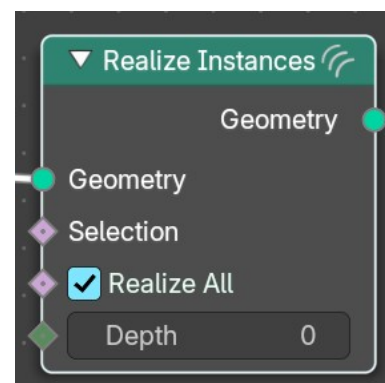 Realize Instances
Geometry
Geometry
Selection
Realize All
Depth 0